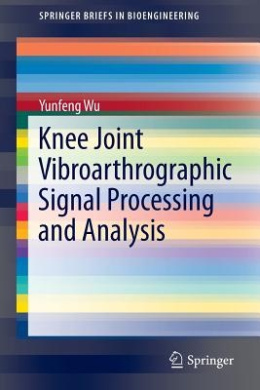 SPRINGER BRIEFS IN BIOENGINEERING
Yunfeng Wu
Knee Joint
Vibroarthrographic
Signal Processing
and Analysis
Springer